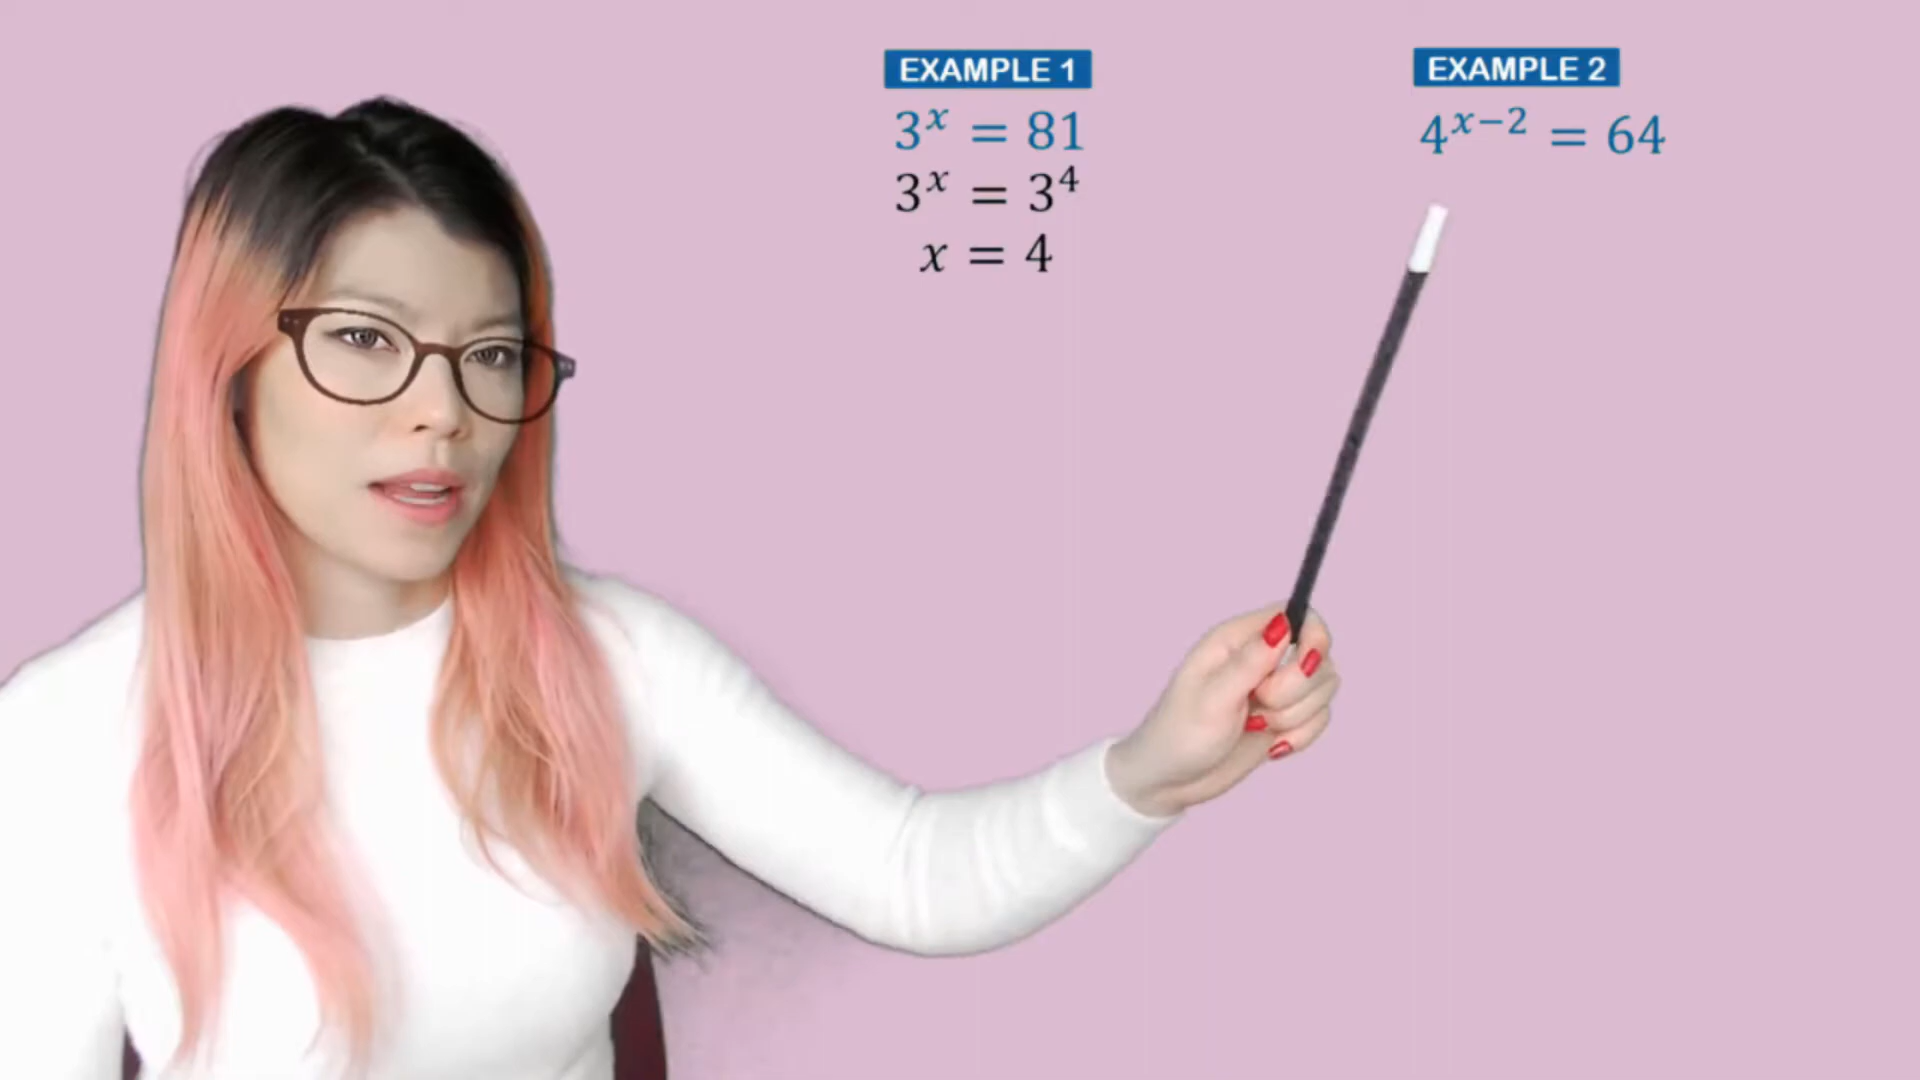 EXAMPLE 1
3^x = 81
3^x = 3^4
x = 4
EXAMPLE 2
4^{x-2} = 64